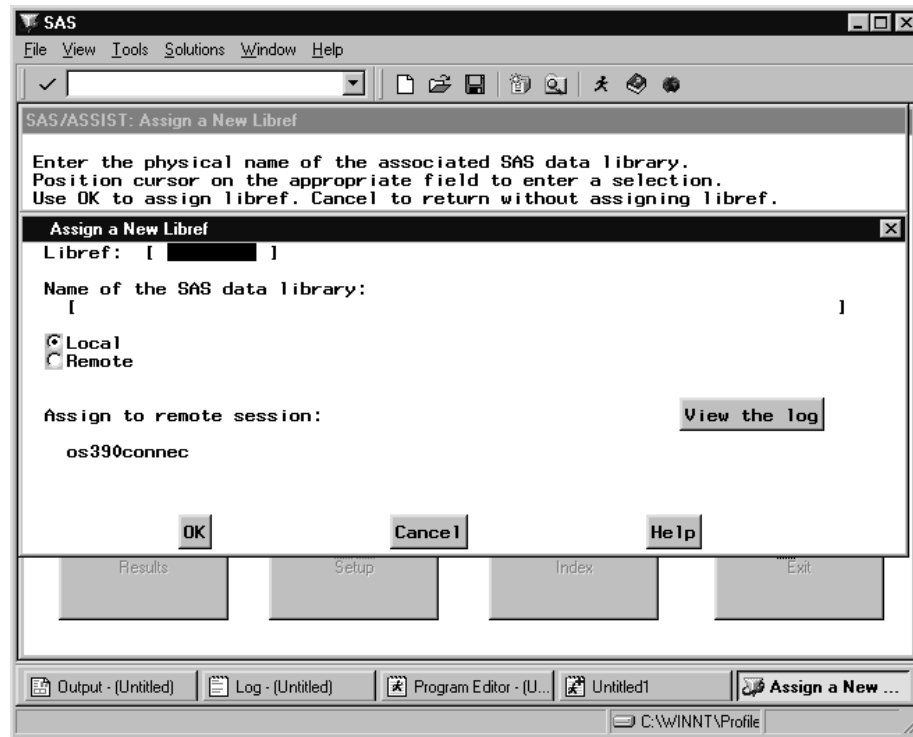 SAS
File View Tools Solutions Window Help
SAS/ASSIST: Assign a New Libref
Enter the physical name of the associated SAS data library.
Position cursor on the appropriate field to enter a selection.
Use OK to assign libref. Cancel to return without assigning libref.
Assign a New Libref
Libref: [ ]
Name of the SAS data library:
[ ]
Local
Remote
Assign to remote session:
View the log
os390connec
OK Cancel Help
Results Setup Index Exit
Output - (Untitled) Log - (Untitled) Program Editor - (U... Untitled1 Assign a New ...
C:\WINNT\Profile